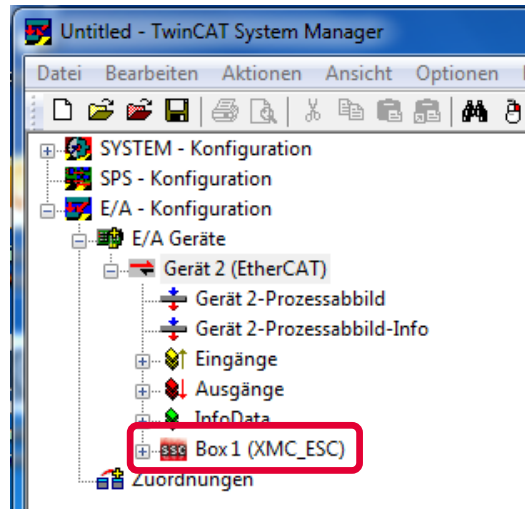 Untitled - TwinCAT System Manager
Datei Bearbeiten Aktionen Ansicht Optionen
SYSTEM - Konfiguration
SPS - Konfiguration
E/A - Konfiguration
E/A Geräte
Gerät 2 (EtherCAT)
Gerät 2-Prozessabbild
Gerät 2-Prozessabbild-Info
Eingänge
Ausgänge
InfoData
ssc Box 1 (XMC_ESC)
Zuordnungen